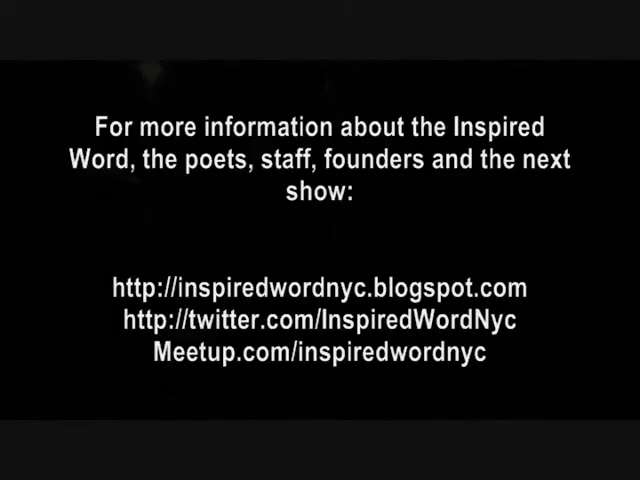 For more information about the Inspired
Word, the poets, staff, founders and the next
show:
http://inspiredwordnyc.blogspot.com
http://twitter.com/InspiredWordNyc
Meetup.com/inspiredwordnyc